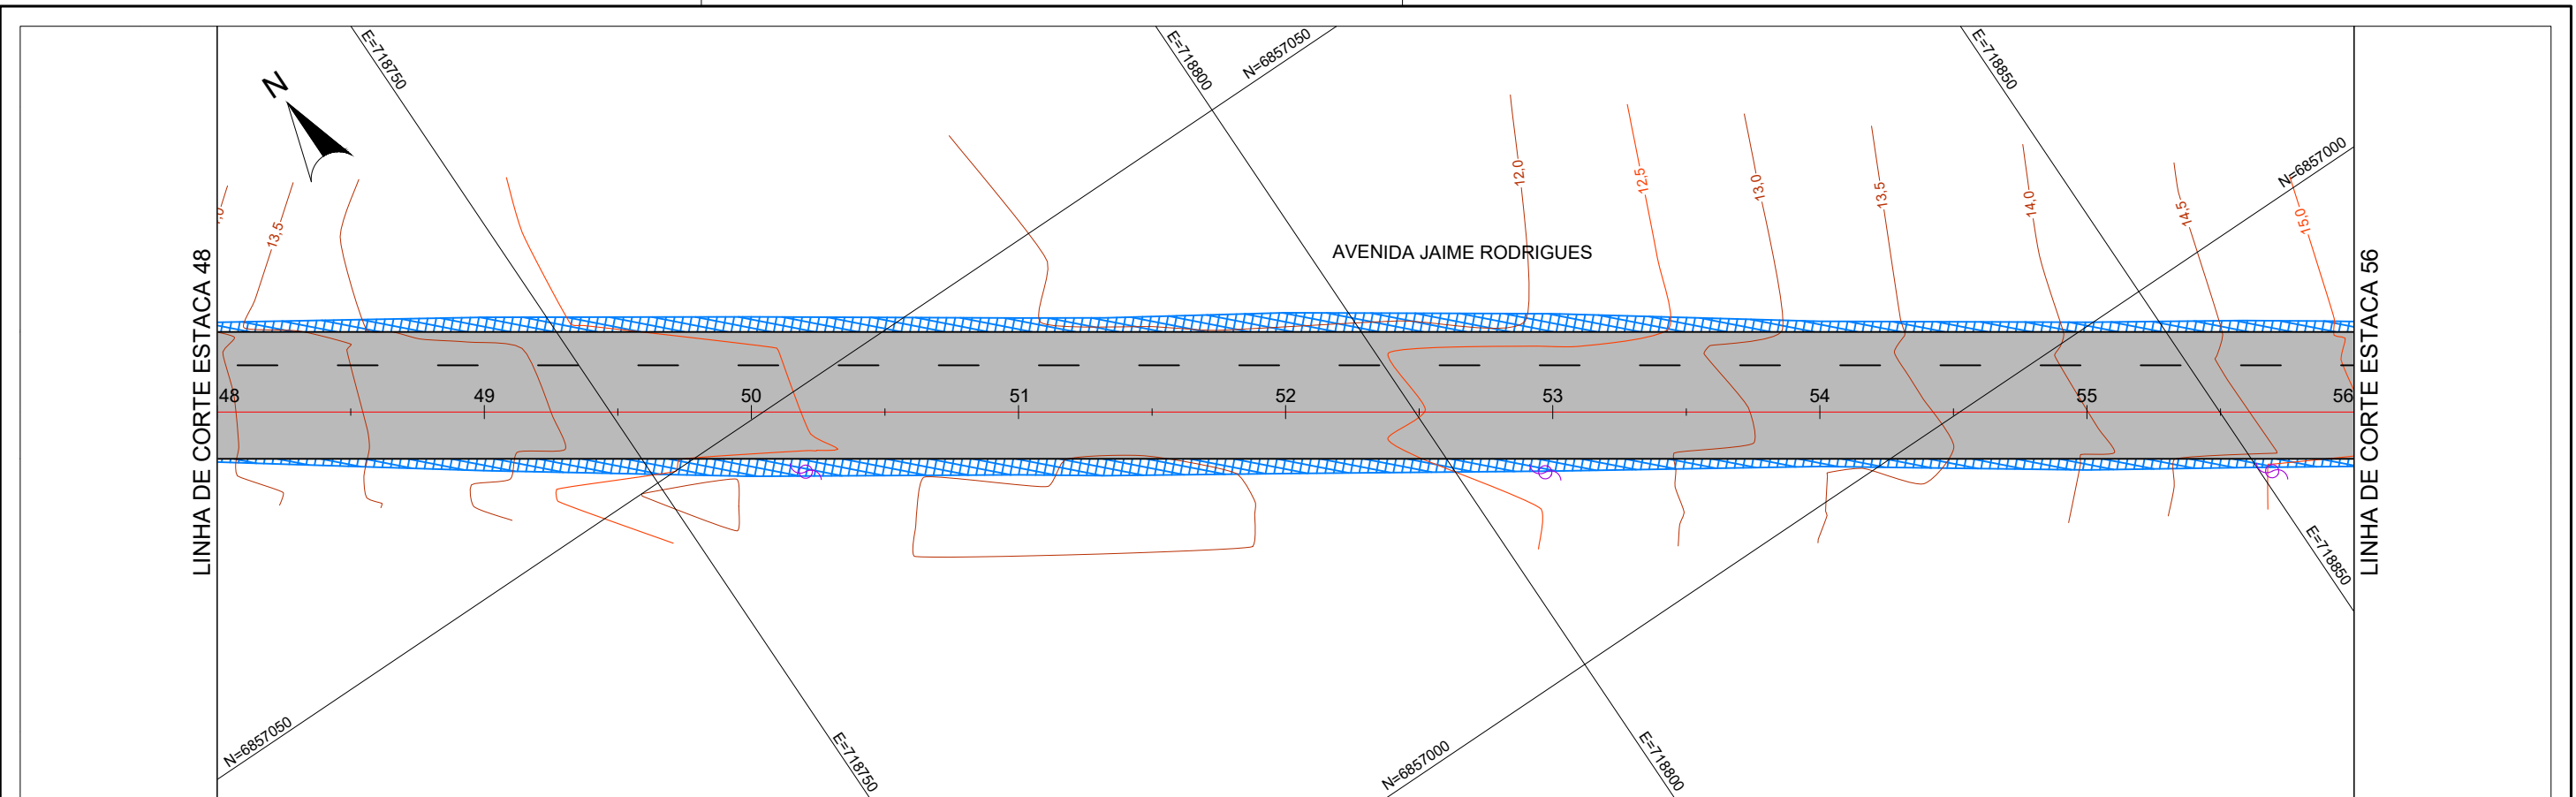 E=718750
E=718800
N=6857050
E=718850
N
N=6857000
12,0
12,5
13,0
13,5
14,0
14,5
15,0
13,5
AVENIDA JAIME RODRIGUES
LINHA DE CORTE ESTACA 48
LINHA DE CORTE ESTACA 56
48
49
50
51
52
53
54
55
56
E=718850
N=6857050
E=718750
N=6857000
E=718800